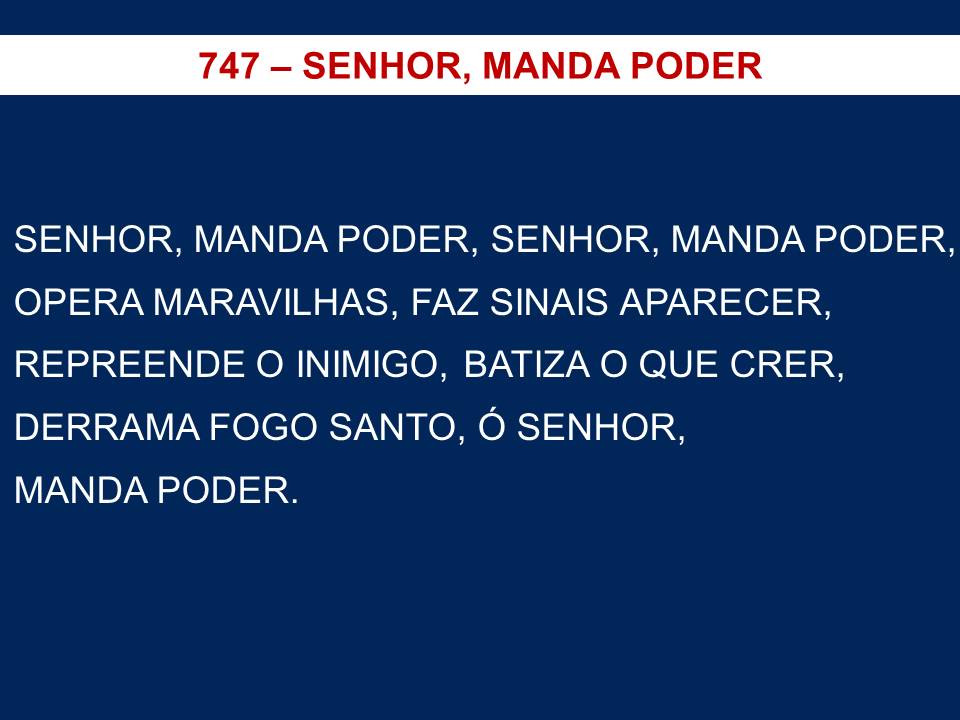 747 – SENHOR, MANDA PODER
SENHOR, MANDA PODER, SENHOR, MANDA PODER,
OPERA MARAVILHAS, FAZ SINAIS APARECER,
REPREENDE O INIMIGO, BATIZA O QUE CRER,
DERRAMA FOGO SANTO, Ó SENHOR,
MANDA PODER.